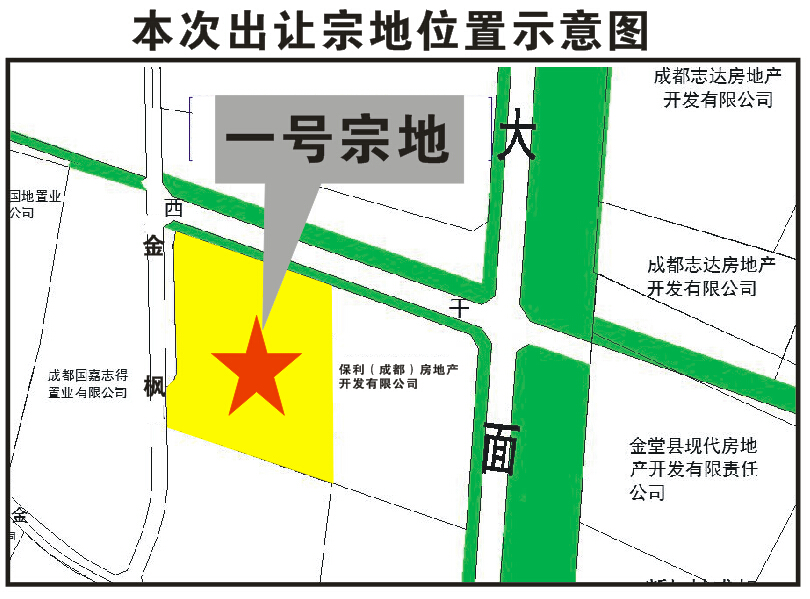 本次出让宗地位置示意图
成都志达房地产
开发有限公司
一号宗地
大
国地置业
公司
西
金
成都志达房地产
开发有限公司
干
保利（成都）房地产
开发有限公司
成都国嘉志得
置业有限公司
枫
面
金堂县现代房地
产开发有限责任
公司
金